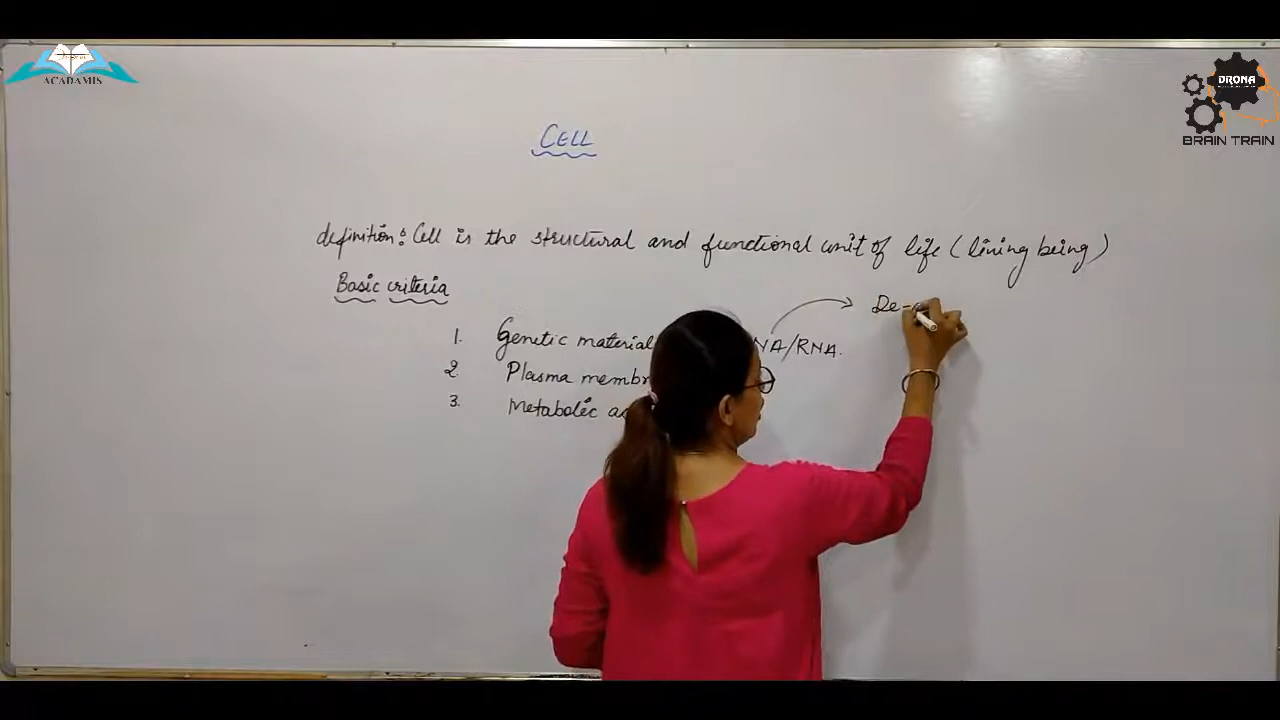 ACADAMIS
DRONA
BRAIN TRAIN
CELL
definition: Cell is the structural and functional unit of life (living being)
Basic criteria
1. Genetic material NA/RNA.
De-
2. Plasma membr
3. Metabolic ac